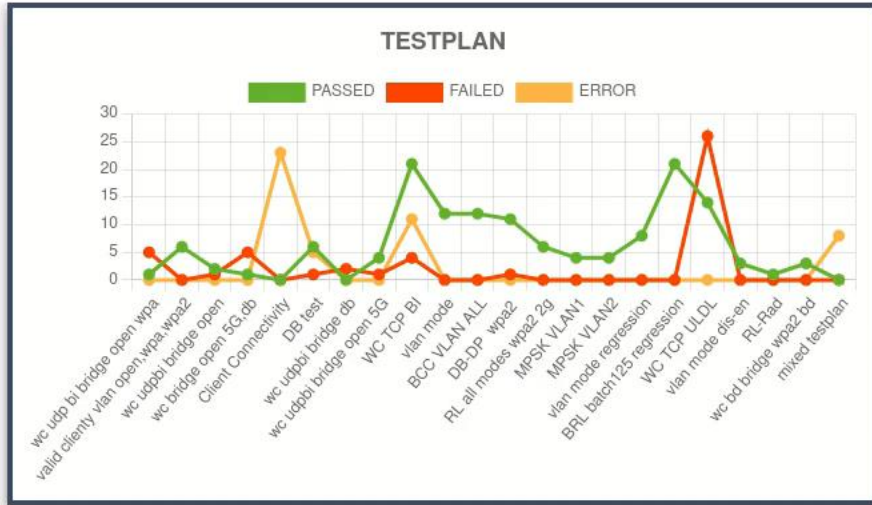 TESTPLAN
PASSED FAILED ERROR
30
25
20
15
10
5
0
wc udp bi bridge open wpa
valid clienty vlan open,wpa,wpa2
wc udpbi bridge open
wc bridge open 5G,db
Client Connectivity
DB test
wc udpbi bridge db
wc udpbi bridge open 5G
WC TCP BI
vlan mode
BCC VLAN ALL
DB-DP wpa2
RL all modes wpa2 2g
MPSK VLAN1
MPSK VLAN2
vlan mode regression
BRL batch125 regression
WC TCP ULDL
vlan mode dis-en
RL-Rad
wc bd bridge wpa2 bd
mixed testplan